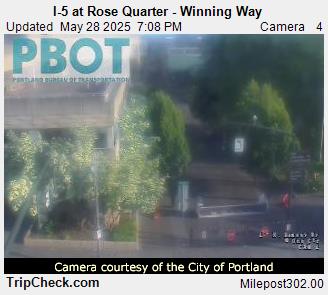 I-5 at Rose Quarter - Winning Way
Updated May 28 2025 7:08 PM Camera 4
PBOT
PORTLAND BUREAU OF TRANSPORTATION
Camera courtesy of the City of Portland
TripCheck.com Milepost302.00